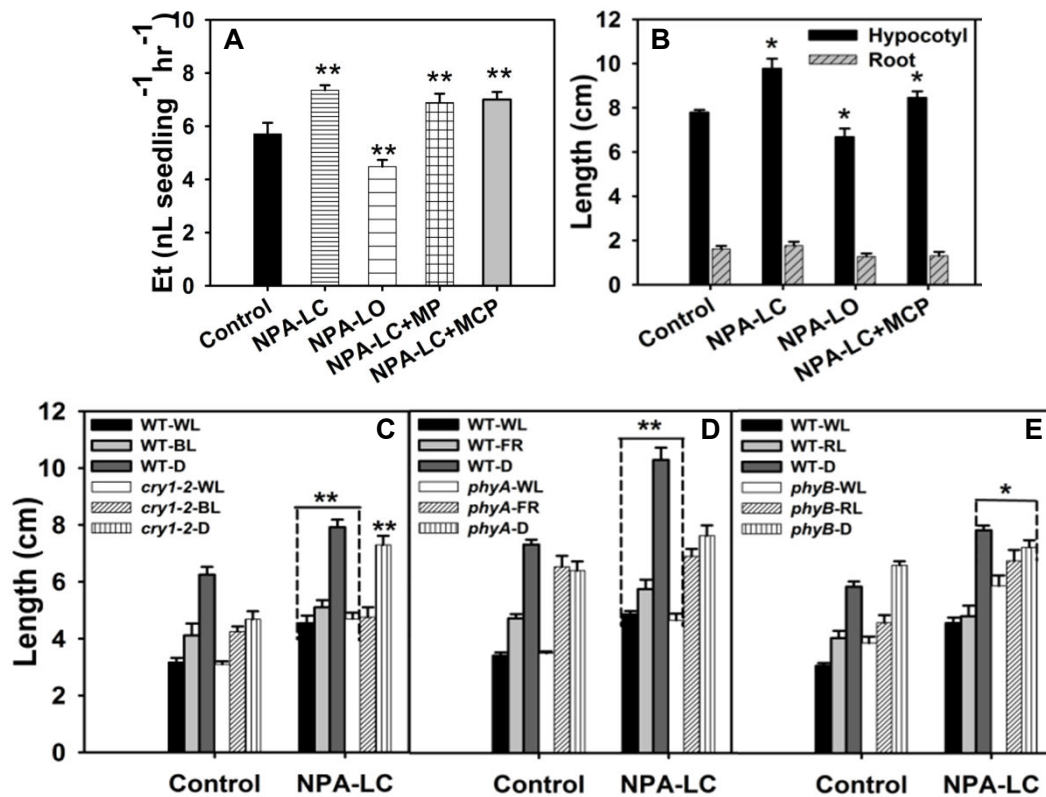 A
Et (nL seedling⁻¹ hr⁻¹)
10
8
6
4
2
0
**
**
**
**
Control
NPA-LC
NPA-LO
NPA-LC+MP
NPA-LC+MCP
B
Hypocotyl
Root
Length (cm)
12
10
8
6
4
2
0
*
*
*
Control
NPA-LC
NPA-LO
NPA-LC+MCP
C
WT-WL
WT-BL
WT-D
cry1-2-WL
cry1-2-BL
cry1-2-D
Length (cm)
12
10
8
6
4
2
0
**
**
Control
NPA-LC
D
WT-WL
WT-FR
WT-D
phyA-WL
phyA-FR
phyA-D
**
Control
NPA-LC
E
WT-WL
WT-RL
WT-D
phyB-WL
phyB-RL
phyB-D
*
Control
NPA-LC